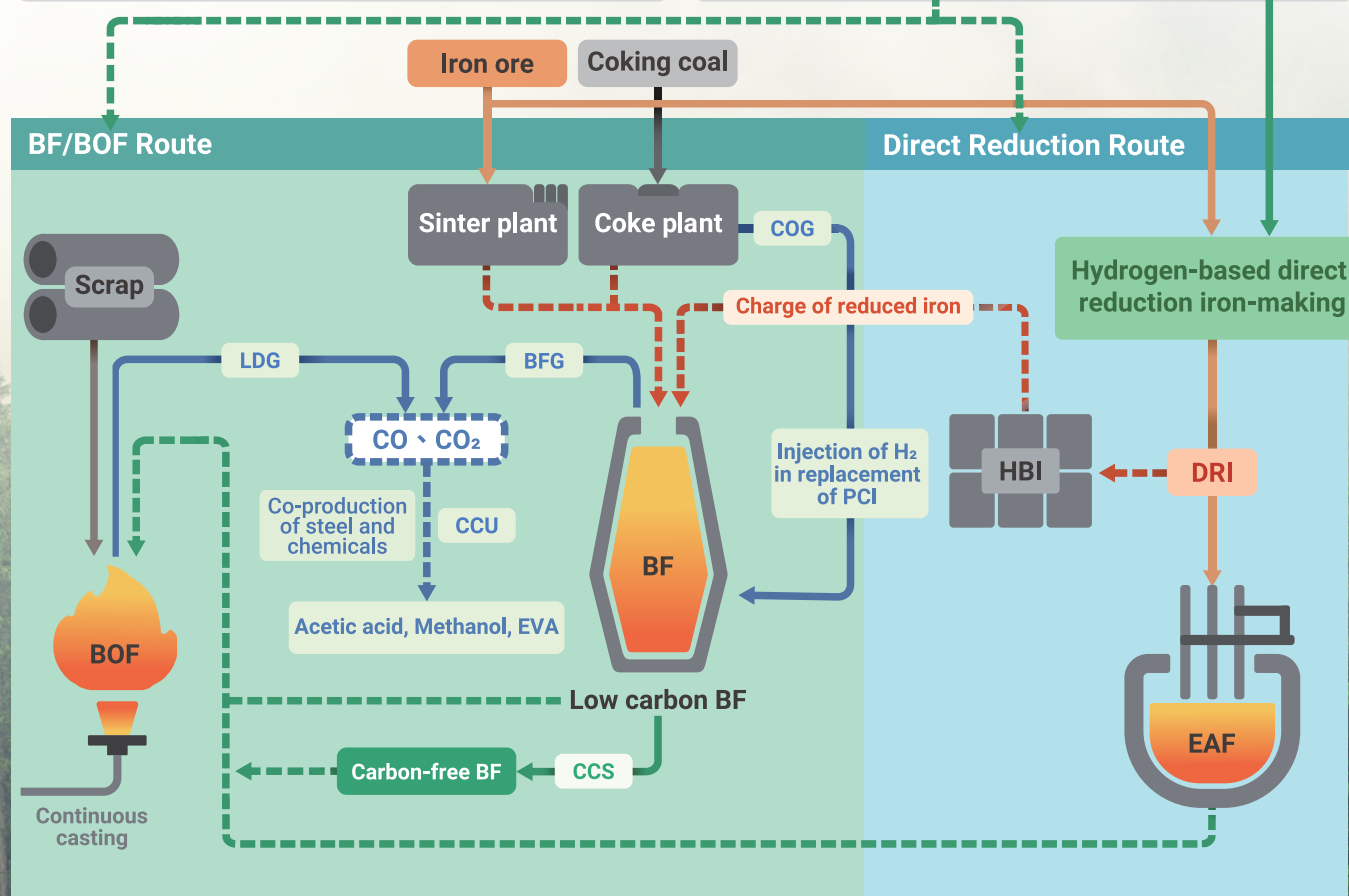 Iron ore
Coking coal
BF/BOF Route
Direct Reduction Route
Sinter plant
Coke plant
COG
Hydrogen-based direct
reduction iron-making
Scrap
Charge of reduced iron
LDG
BFG
CO、CO₂
Injection of H₂
in replacement
of PCI
HBI
DRI
Co-production
of steel and
chemicals
CCU
BF
Acetic acid, Methanol, EVA
BOF
Low carbon BF
EAF
Carbon-free BF
CCS
Continuous
casting